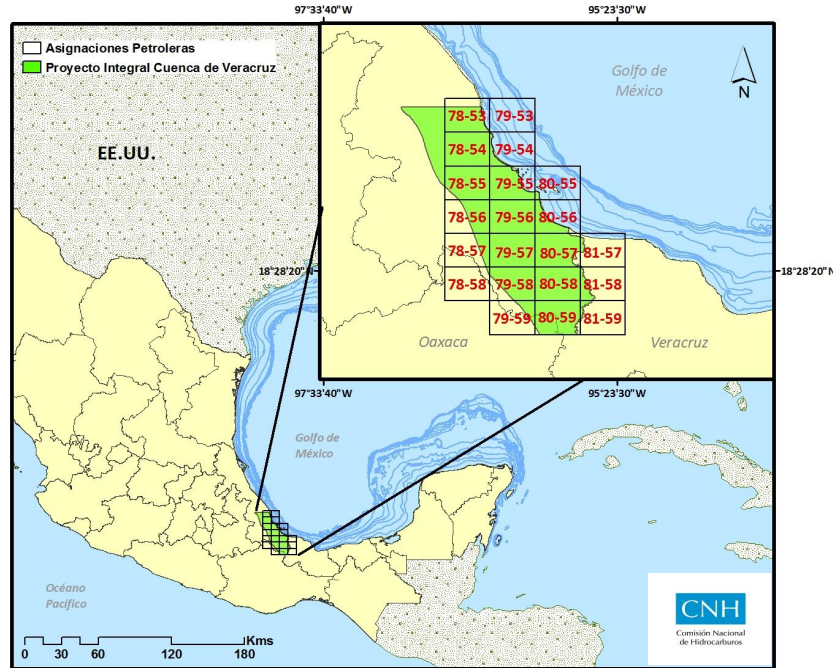 97°33'40"W
95°23'30"W
Asignaciones Petroleras
Proyecto Integral Cuenca de Veracruz
EE.UU.
Golfo de
México
N
78-53 79-53
78-54 79-54
78-55 79-55 80-55
78-56 79-56 80-56
78-57 79-57 80-57 81-57
78-58 79-58 80-58 81-58
79-59 80-59 81-59
18°28'20"N
18°28'20"N
Oaxaca
Veracruz
97°33'40"W
95°23'30"W
Golfo de
México
Océano
Pacífico
Kms
0 30 60 120 180
CNH
Comisión Nacional
de Hidrocarburos